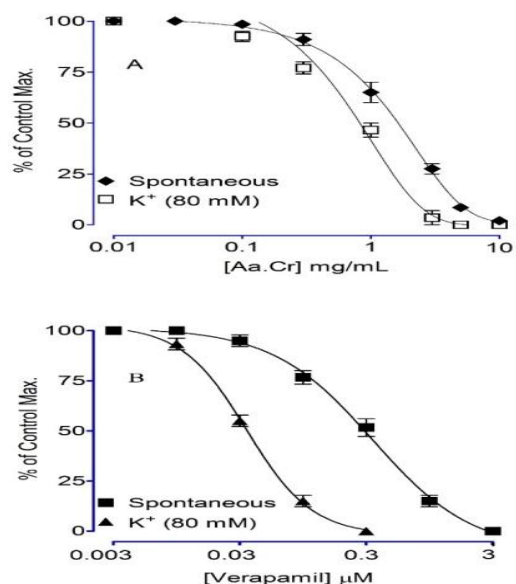 100
75
50
25
0
% of Control Max.
A
Spontaneous
K⁺ (80 mM)
0.01 0.1 1 10
[Aa.Cr] mg/mL
100
75
50
25
0
% of Control Max.
B
Spontaneous
K⁺ (80 mM)
0.003 0.03 0.3 3
[Verapamil] μM